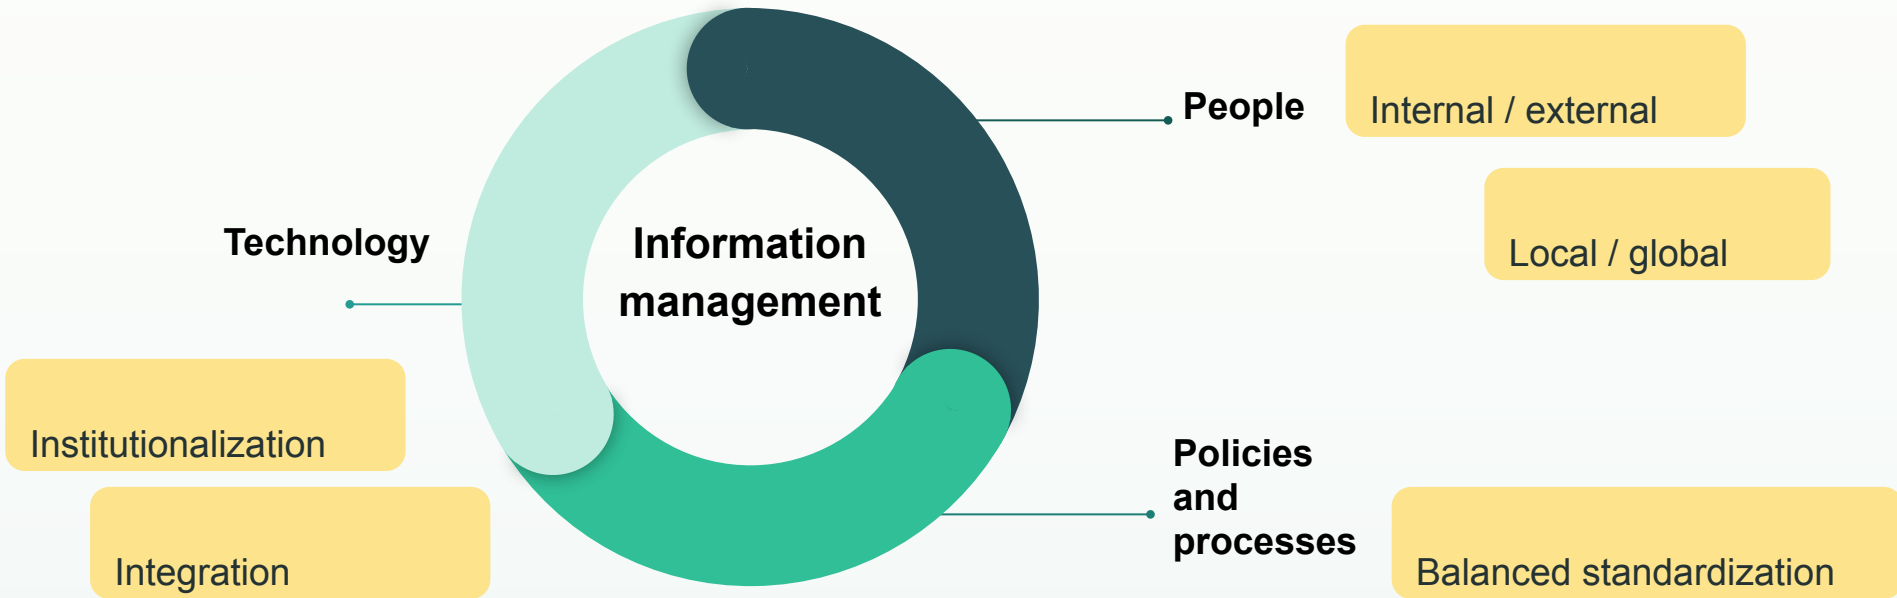 People
Internal / external
Local / global
Technology
Information
management
Institutionalization
Integration
Policies
and
processes
Balanced standardization